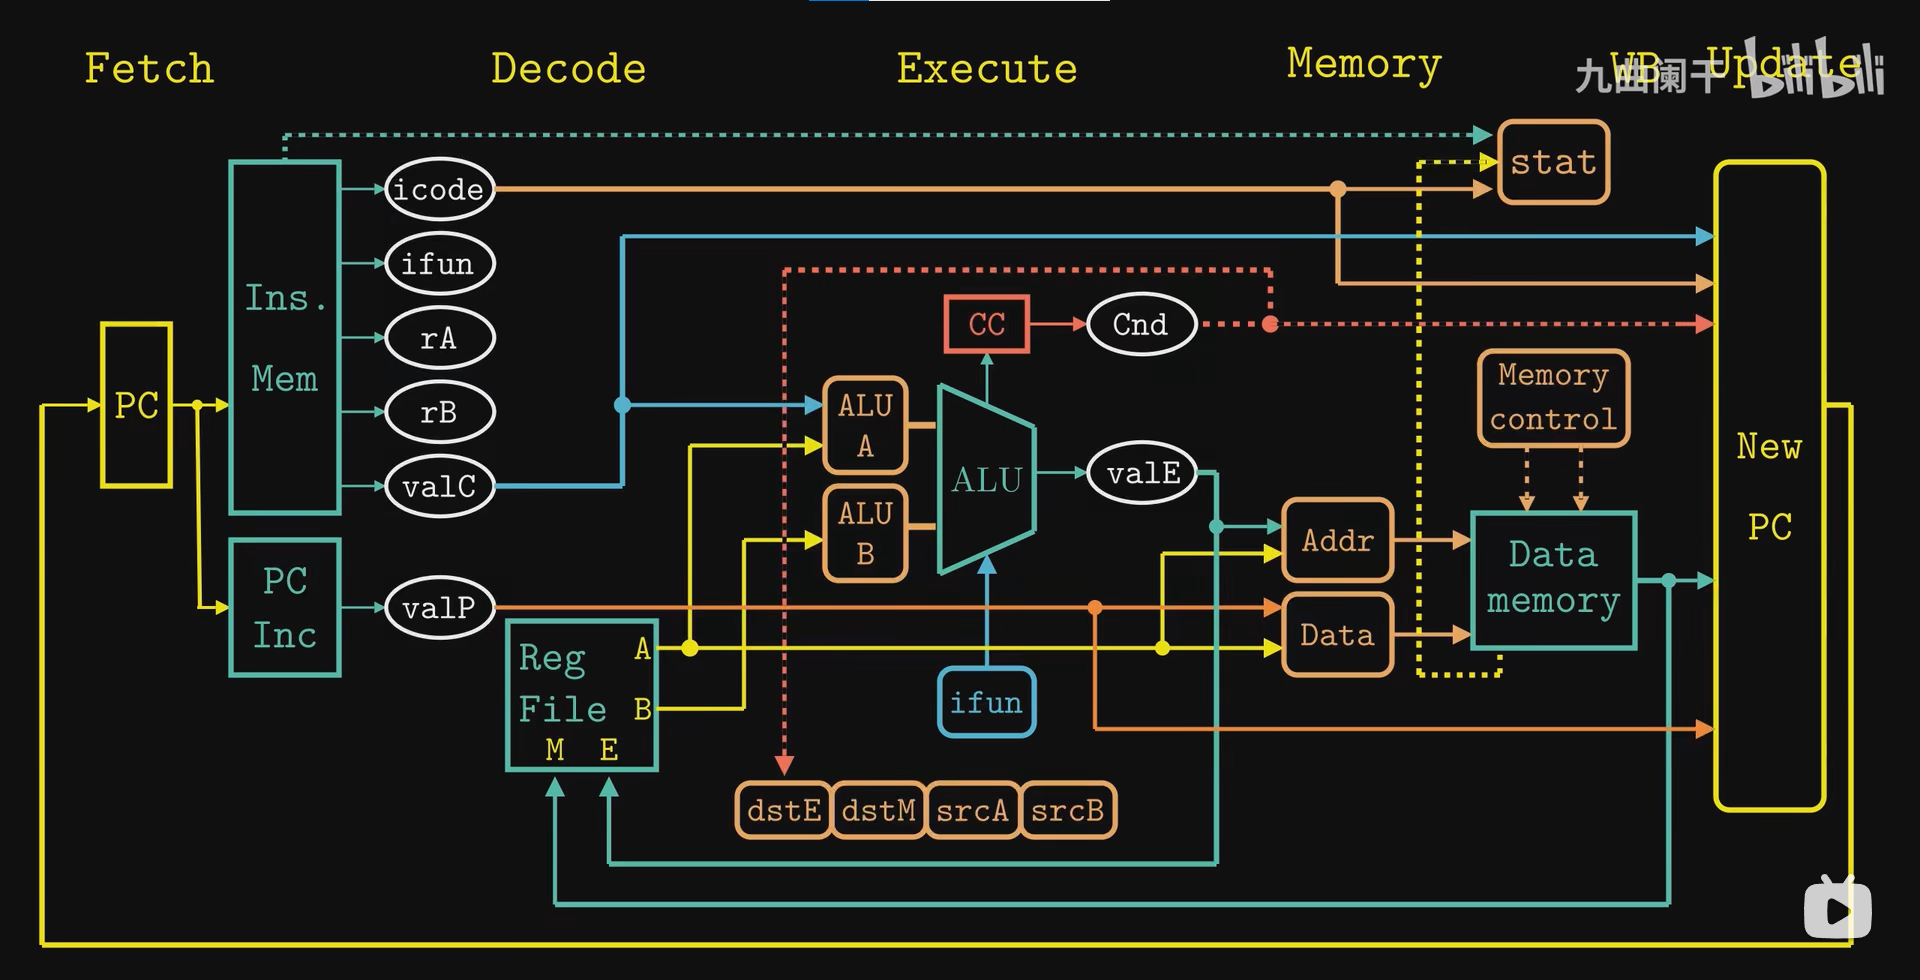 Fetch
Decode
Execute
Memory
WB
Update
九曲阑干
bilibili
stat
icode
ifun
rA
rB
valC
Ins.
Mem
PC
PC
Inc
valP
Reg
File
A
B
M
E
CC
Cnd
ALU
A
ALU
B
ALU
valE
ifun
dstE
dstM
srcA
srcB
Addr
Data
Memory
control
Data
memory
New
PC